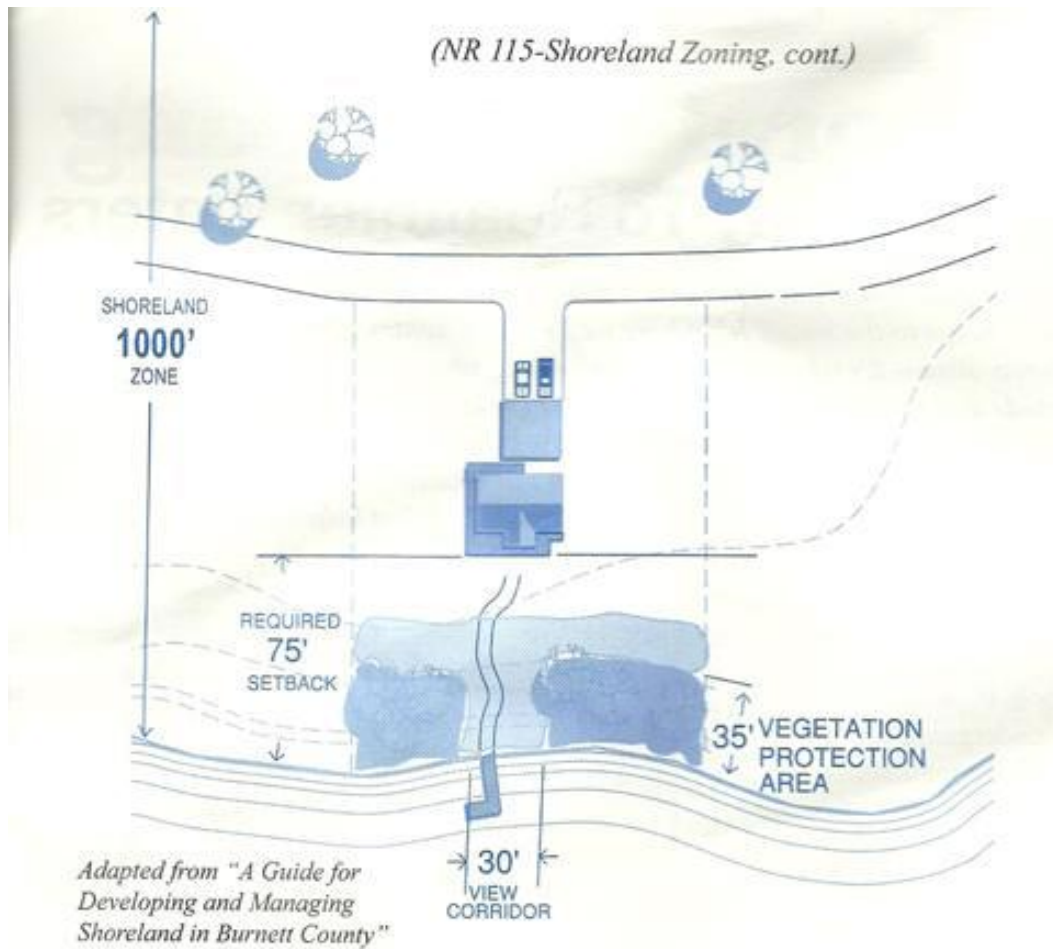 (NR 115-Shoreland Zoning, cont.)
SHORELAND
1000'
ZONE
REQUIRED
75'
SETBACK
35'
VEGETATION
PROTECTION
AREA
30'
VIEW
CORRIDOR
Adapted from "A Guide for
Developing and Managing
Shoreland in Burnett County"